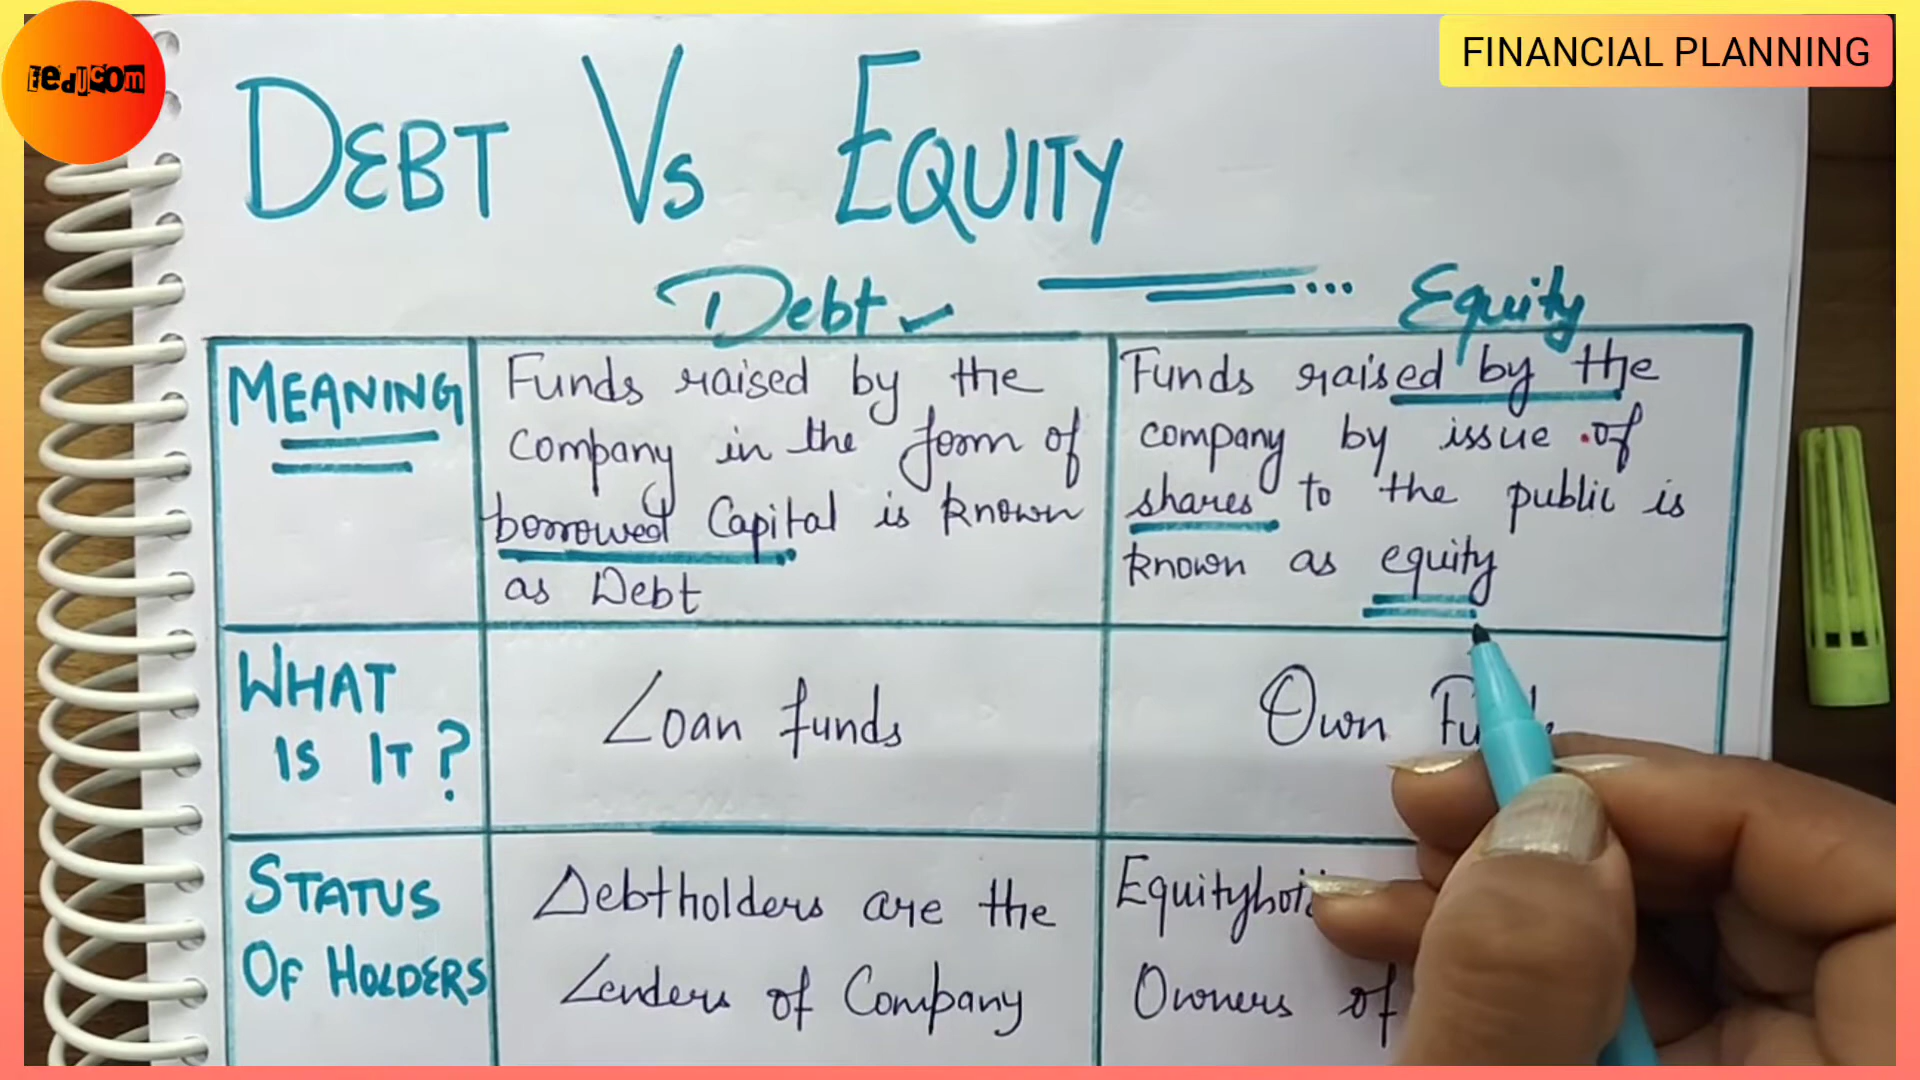 Eeducom
FINANCIAL PLANNING
DEBT Vs EQUITY
Debt
Equity
MEANING
Funds raised by the
company in the form of
borrowed Capital is known
as Debt
Funds raised by the
company by issue of
shares to the public is
known as equity
WHAT
IS IT?
Loan funds
Own
STATUS
OF HOLDERS
Debtholders are the
Lenders of Company
Owners of